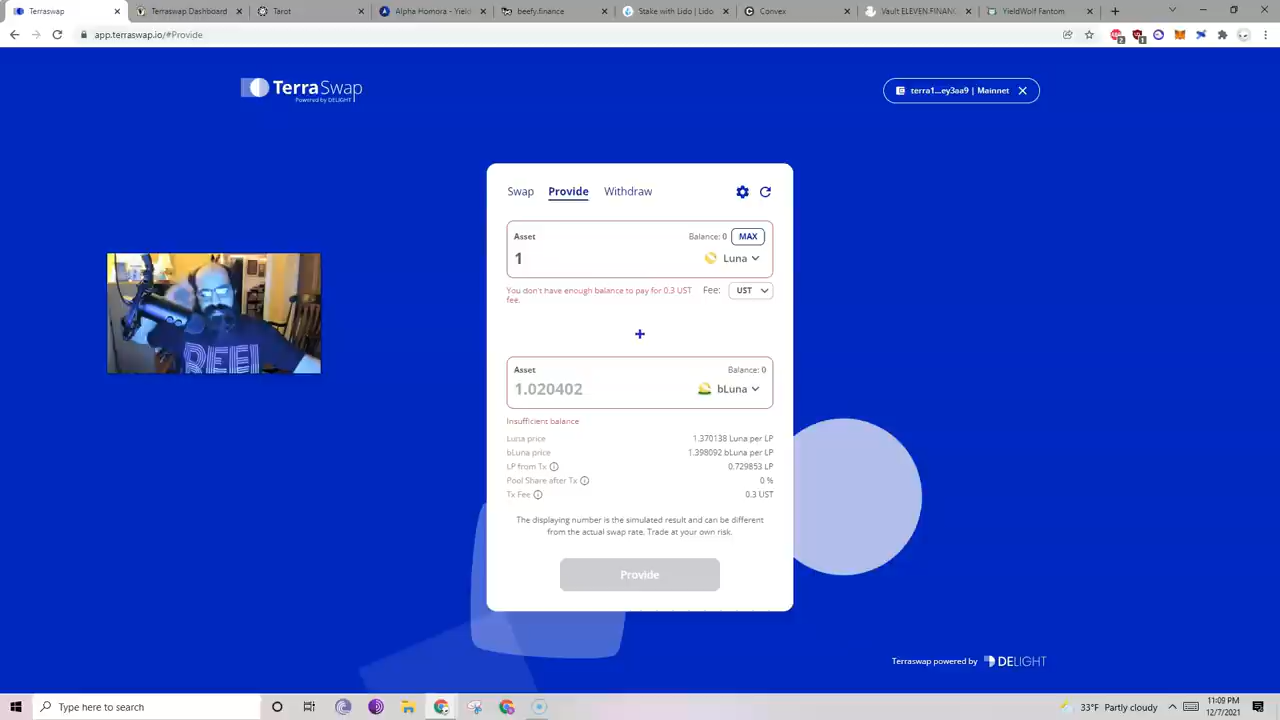 Terraswap
Terraswap Dashboard
Tarot
Alpha Homora - Yield
beefy.finance
Stake with Lido | Lido
Convex
Vault ELEVEN.FINANC
YieldWolf Fantom
app.terraswap.io/#Provide
2
1
TerraSwap
Powered by DELIGHT
terra1...ey3aa9 | Mainnet
Swap
Provide
Withdraw
Asset
Balance: 0
MAX
1
Luna
You don't have enough balance to pay for 0.3 UST
fee.
Fee:
UST
+
Asset
Balance: 0
1.020402
bLuna
Insufficient balance
Luna price
1.370138 Luna per LP
bLuna price
1.398092 bLuna per LP
LP from Tx
0.729853 LP
Pool Share after Tx
0 %
Tx Fee
0.3 UST
The displaying number is the simulated result and can be different
from the actual swap rate. Trade at your own risk.
Provide
REEL
Terraswap powered by DELIGHT
Type here to search
33°F Partly cloudy
11:09 PM
12/7/2021